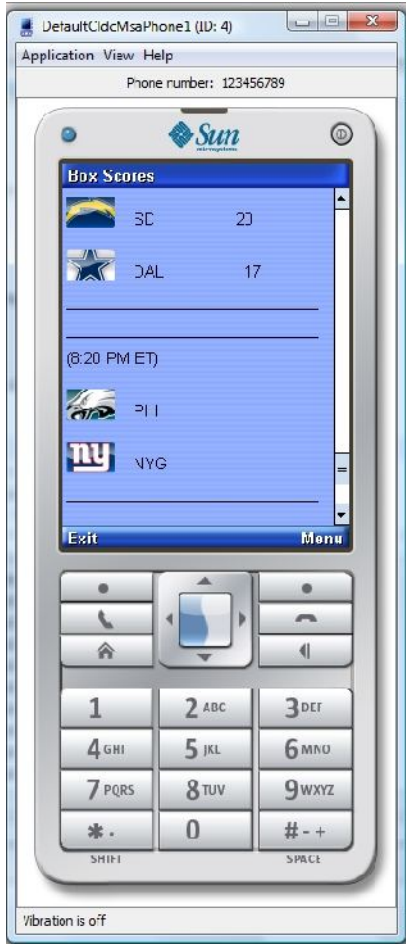 DefaultCldcMsaPhone1 (ID: 4)
Application View Help
Phone number: 123456789
Sun
microsystems
Box Scores
SD 20
DAL 17
(8:20 PM ET)
PHI
ny NYG
Exit Menu
1 2 ABC 3 DEF
4 GHI 5 JKL 6 MNO
7 PQRS 8 TUV 9 WXYZ
* . 0 # - +
SHIFT SPACE
Vibration is off